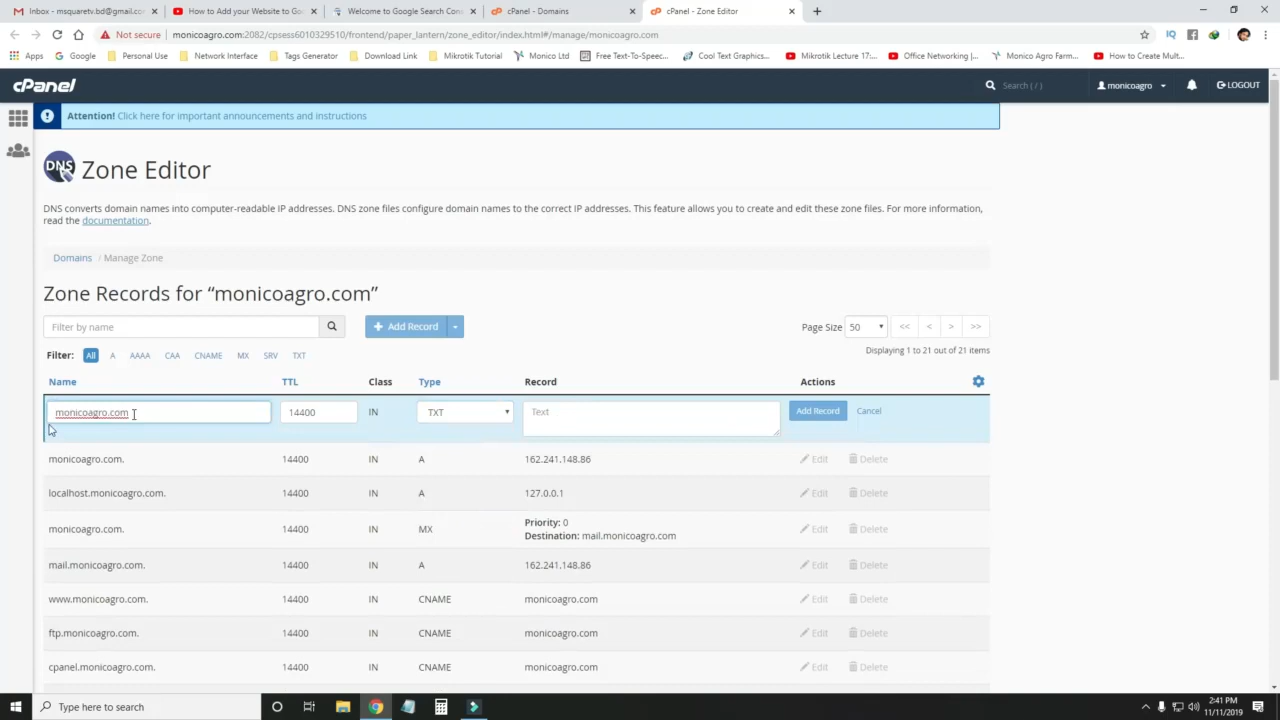 Inbox - msquaretv.bd@gmail.com
How to Add your Website to Go
Welcome to Google Search Con
cPanel - Domains
cPanel - Zone Editor
Not secure | monicoagro.com:2082/cpsess6010329510/frontend/paper_lantern/zone_editor/index.html#/manage/monicoagro.com
Apps Google Personal Use Network Interface Tags Generator Download Link Mikrotik Tutorial Monico Ltd Free Text-To-Speec... Cool Text Graphics... Mikrotik Lecture 17:... Office Networking |... Monico Agro Farm... How to Create Mult...
cPanel Search ( / ) monicoagro LOGOUT
Attention! Click here for important announcements and instructions
DNS Zone Editor
DNS converts domain names into computer-readable IP addresses. DNS zone files configure domain names to the correct IP addresses. This feature allows you to create and edit these zone files. For more information,
read the documentation.
Domains / Manage Zone
Zone Records for “monicoagro.com”
Filter by name Add Record Page Size 50 << < > >>
Filter: All A AAAA CAA CNAME MX SRV TXT Displaying 1 to 21 out of 21 items
Name TTL Class Type Record Actions
monicoagro.com 14400 IN TXT Text Add Record Cancel
monicoagro.com. 14400 IN A 162.241.148.86 Edit Delete
localhost.monicoagro.com. 14400 IN A 127.0.0.1 Edit Delete
monicoagro.com. 14400 IN MX Priority: 0 Edit Delete
Destination: mail.monicoagro.com
mail.monicoagro.com. 14400 IN A 162.241.148.86 Edit Delete
www.monicoagro.com. 14400 IN CNAME monicoagro.com Edit Delete
ftp.monicoagro.com. 14400 IN CNAME monicoagro.com Edit Delete
cpanel.monicoagro.com. 14400 IN CNAME monicoagro.com Edit Delete
Type here to search
2:41 PM
11/11/2019